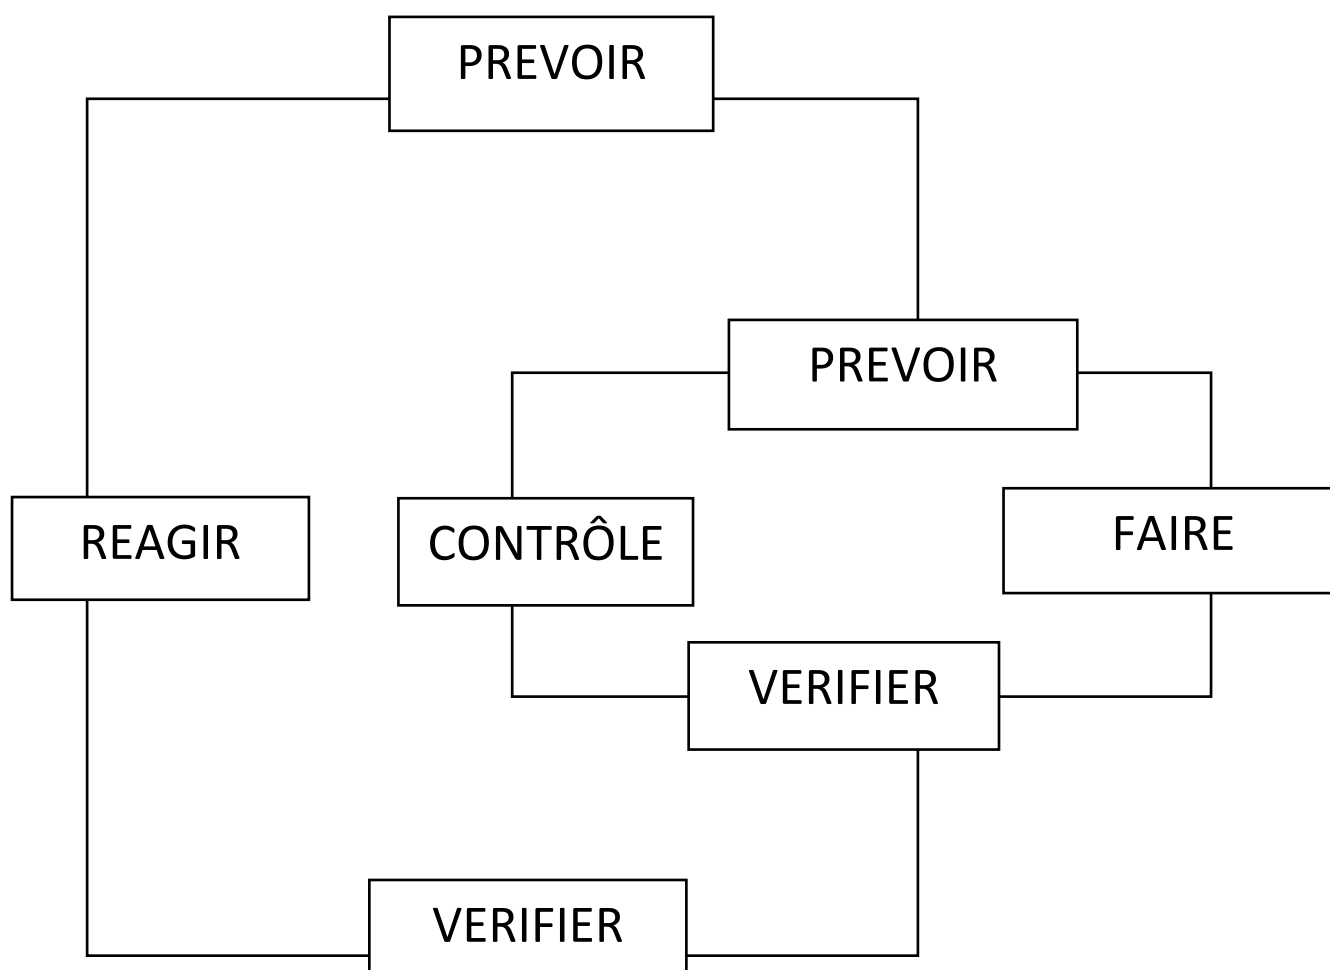 PREVOIR
PREVOIR
REAGIR
CONTRÔLE
FAIRE
VERIFIER
VERIFIER